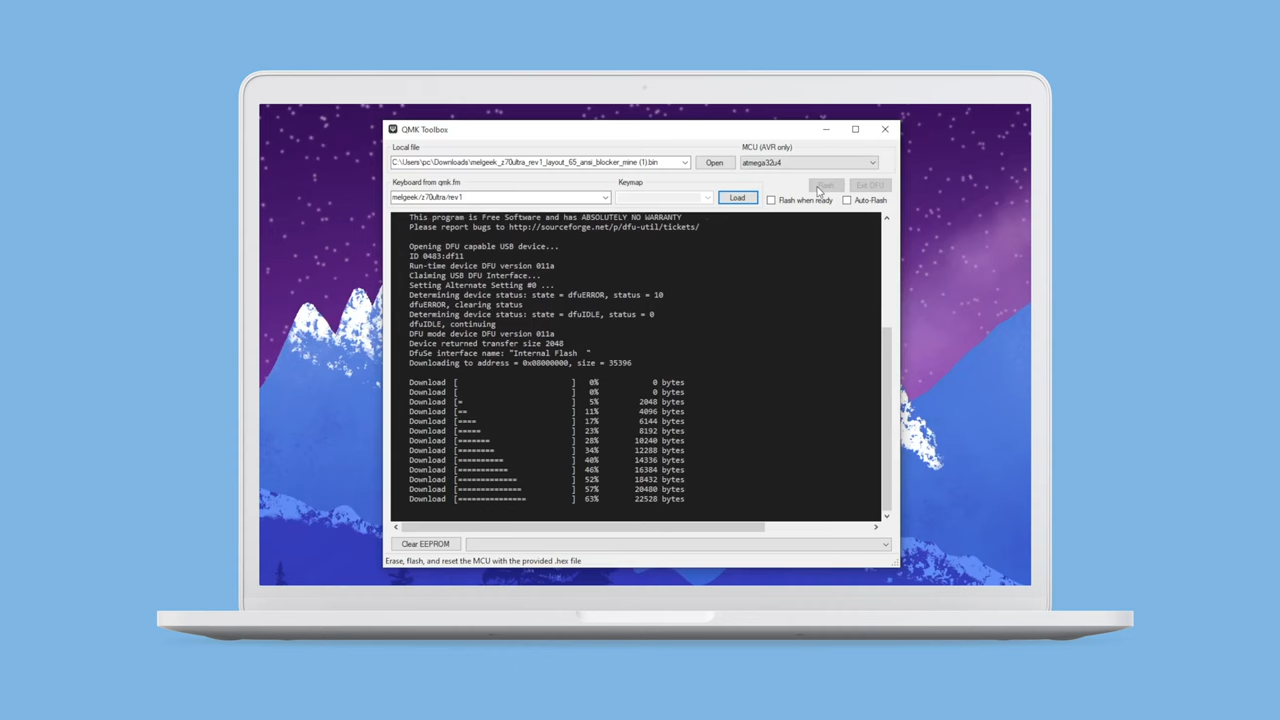 QMK Toolbox
Local file
MCU (AVR only)
C:\Users\pc\Downloads\melgeek_z70ultra_rev1_layout_65_ansi_blocker_mine (1).bin
Open
atmega32u4
Keyboard from qmk.fm
Keymap
Flash
Exit DFU
melgeek/z70ultra/rev1
Load
Flash when ready
Auto-Flash
This program is Free Software and has ABSOLUTELY NO WARRANTY
Please report bugs to http://sourceforge.net/p/dfu-util/tickets/
Opening DFU capable USB device...
ID 0483:df11
Run-time device DFU version 011a
Claiming USB DFU Interface...
Setting Alternate Setting #0 ...
Determining device status: state = dfuERROR, status = 10
dfuERROR, clearing status
Determining device status: state = dfuIDLE, status = 0
dfuIDLE, continuing
DFU mode device DFU version 011a
Device returned transfer size 2048
DfuSe interface name: "Internal Flash  "
Downloading to address = 0x08000000, size = 35396
Download [                         ] 0% 0 bytes
Download [                         ] 0% 0 bytes
Download [=                        ] 5% 2048 bytes
Download [==                       ] 11% 4096 bytes
Download [====                     ] 17% 6144 bytes
Download [=====                    ] 23% 8192 bytes
Download [=======                  ] 28% 10240 bytes
Download [========                 ] 34% 12288 bytes
Download [==========               ] 40% 14336 bytes
Download [===========              ] 46% 16384 bytes
Download [=============            ] 52% 18432 bytes
Download [==============           ] 57% 20480 bytes
Download [===============          ] 63% 22528 bytes
Clear EEPROM
Erase, flash, and reset the MCU with the provided .hex file